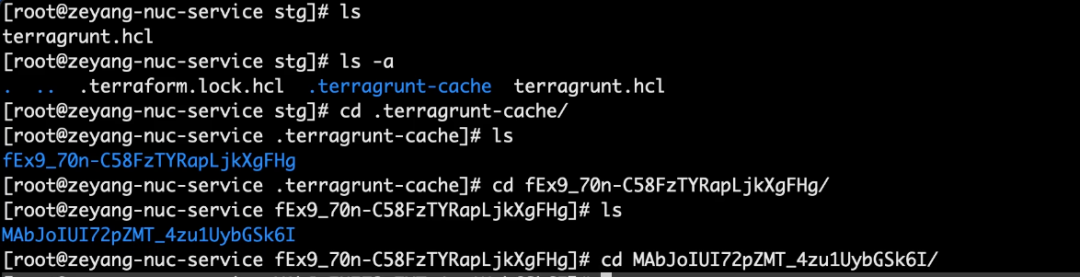 [root@zeyang-nuc-service stg]# ls
terragrunt.hcl
[root@zeyang-nuc-service stg]# ls -a
.  ..  .terraform.lock.hcl  .terragrunt-cache  terragrunt.hcl
[root@zeyang-nuc-service stg]# cd .terragrunt-cache/
[root@zeyang-nuc-service .terragrunt-cache]# ls
fEx9_70n-C58FzTYRapLjkXgFHg
[root@zeyang-nuc-service .terragrunt-cache]# cd fEx9_70n-C58FzTYRapLjkXgFHg/
[root@zeyang-nuc-service fEx9_70n-C58FzTYRapLjkXgFHg]# ls
MAbJoIUI72pZMT_4zu1UybGSk6I
[root@zeyang-nuc-service fEx9_70n-C58FzTYRapLjkXgFHg]# cd MAbJoIUI72pZMT_4zu1UybGSk6I/